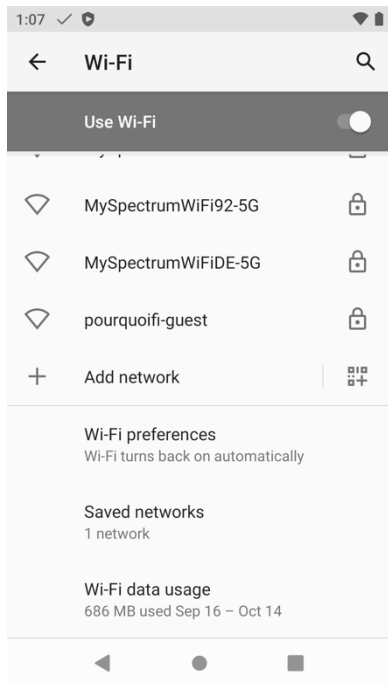 1:07
Wi-Fi
Use Wi-Fi
MySpectrumWiFi92-5G
MySpectrumWiFiDE-5G
pourquoifi-guest
Add network
Wi-Fi preferences
Wi-Fi turns back on automatically
Saved networks
1 network
Wi-Fi data usage
686 MB used Sep 16 – Oct 14